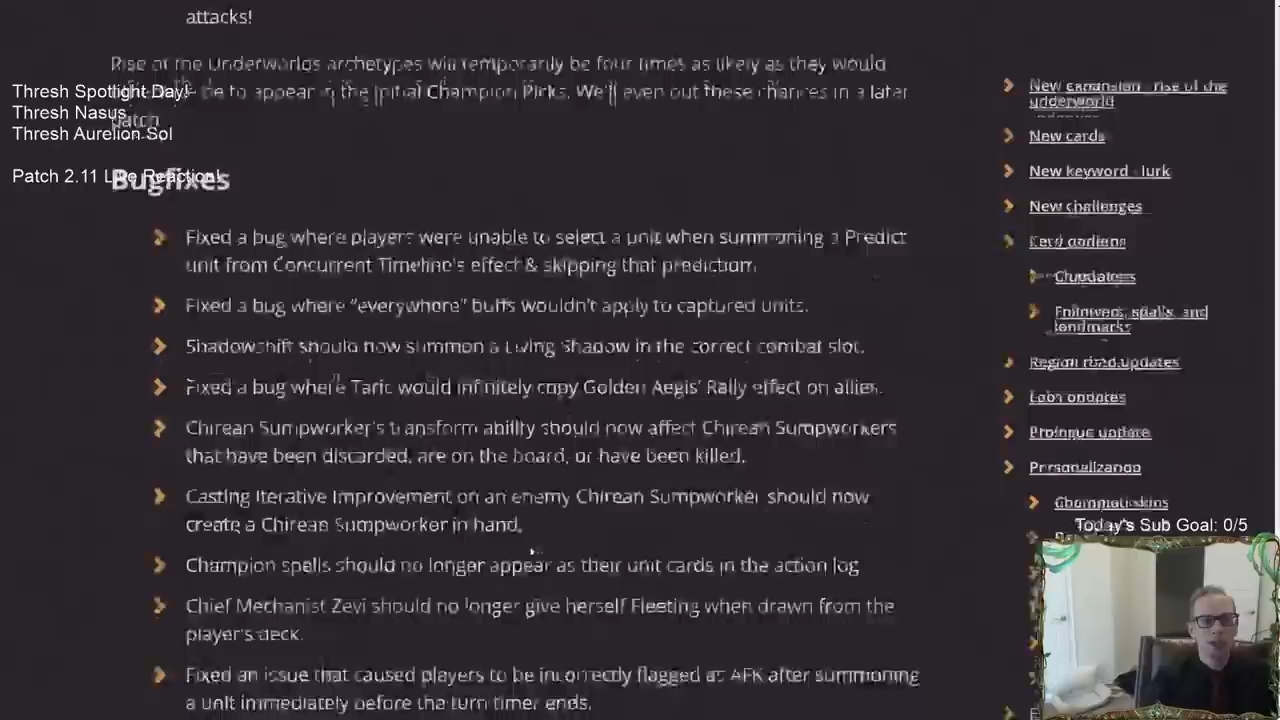 attacks!
Rise of the Underworlds archetypes will temporarily be four times as likely as they would
be to appear in the initial Champion Picks. We'll even out these chances in a later
patch
Thresh Spotlight Day!
Thresh Nasus
Thresh Aurelion Sol
Patch 2.11 Live Reaction!
Bugfixes
Fixed a bug where players were unable to select a unit when summoning a Predict
unit from Concurrent Timeline's effect & skipping that prediction.
Fixed a bug where "everywhere" buffs wouldn't apply to captured units.
Shadowshift should now summon a Living Shadow in the correct combat slot.
Fixed a bug where Taric would infinitely copy Golden Aegis' Rally effect on allies.
Chirean Sumpworker's transform ability should now affect Chirean Sumpworkers
that have been discarded, are on the board, or have been killed.
Casting Iterative Improvement on an enemy Chirean Sumpworker should now
create a Chirean Sumpworker in hand.
Champion spells should no longer appear as their unit cards in the action log
Chief Mechanist Zevi should no longer give herself Fleeting when drawn from the
player's deck.
Fixed an issue that caused players to be incorrectly flagged as AFK after summoning
a unit immediately before the turn timer ends.
New expansion rise of the
underworld
New cards
New keyword lurk
New challenges
Card updates
Champions
Followers, spells, and
landmarks
Region road updates
Labs updates
Prologue update
Personalization
Champion skins
Today's Sub Goal: 0/5